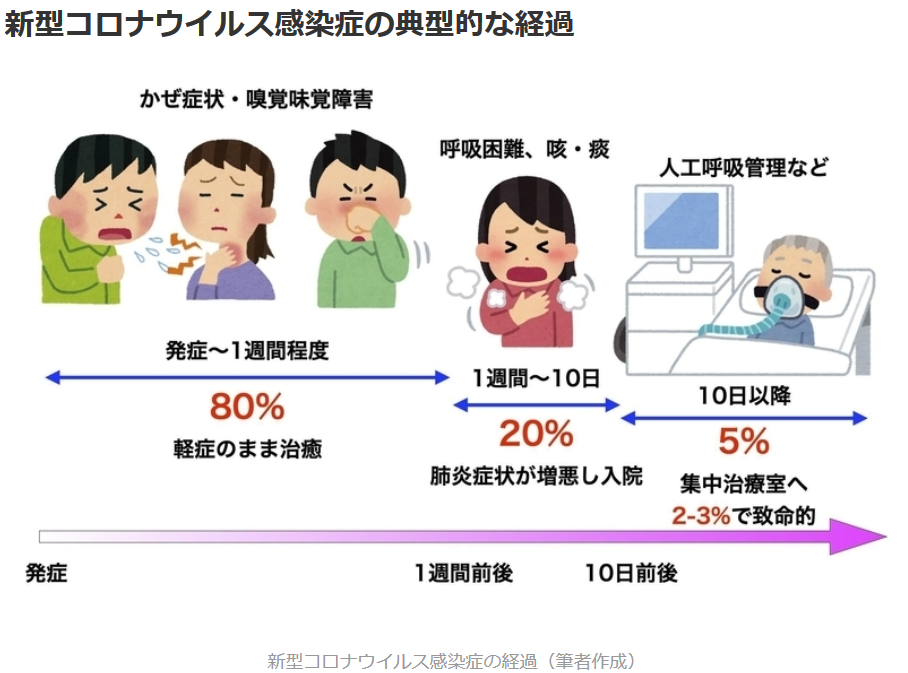 新型コロナウイルス感染症の典型的な経過
かぜ症状・嗅覚味覚障害
呼吸困難、咳・痰
人工呼吸管理など
発症～1週間程度
80%
軽症のまま治癒
1週間～10日
20%
肺炎症状が増悪し入院
10日以降
5%
集中治療室へ
2-3%で致命的
発症
1週間前後
10日前後
新型コロナウイルス感染症の経過（筆者作成）